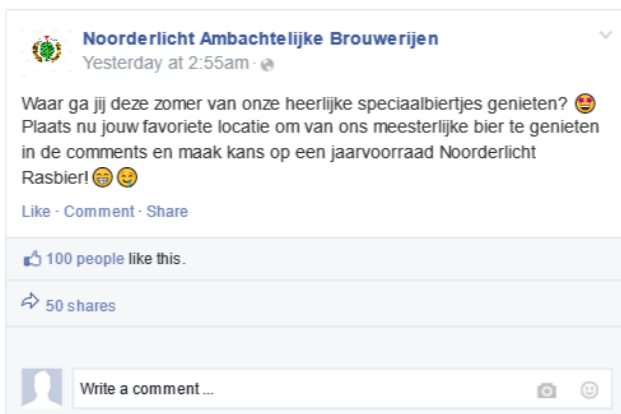 Noorderlicht Ambachtelijke Brouwerijen
Yesterday at 2:55am ·
Waar ga jij deze zomer van onze heerlijke speciaalbiertjes genieten? 🤩
Plaats nu jouw favoriete locatie om van ons meesterlijke bier te genieten
in de comments en maak kans op een jaarvoorraad Noorderlicht
Rasbier! 😁🤤
Like · Comment · Share
100 people like this.
50 shares
Write a comment ...